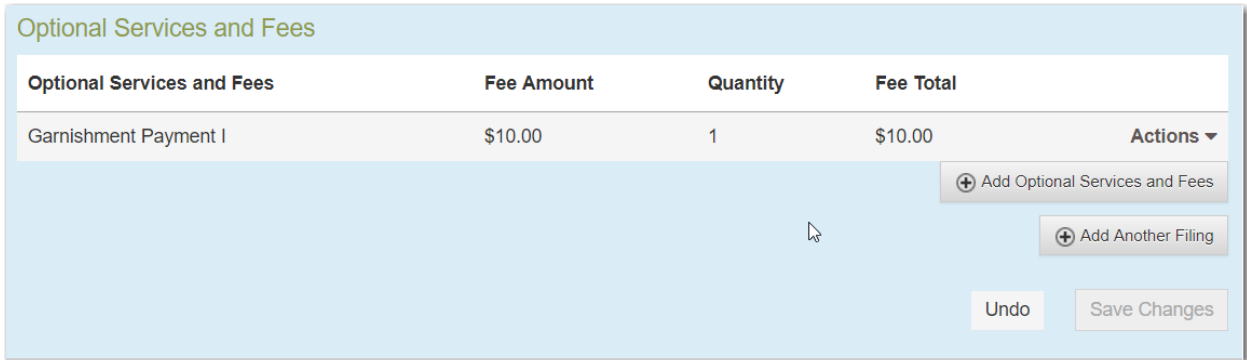 Optional Services and Fees
Optional Services and Fees Fee Amount Quantity Fee Total
Garnishment Payment I $10.00 1 $10.00 Actions
Add Optional Services and Fees
Add Another Filing
Undo Save Changes